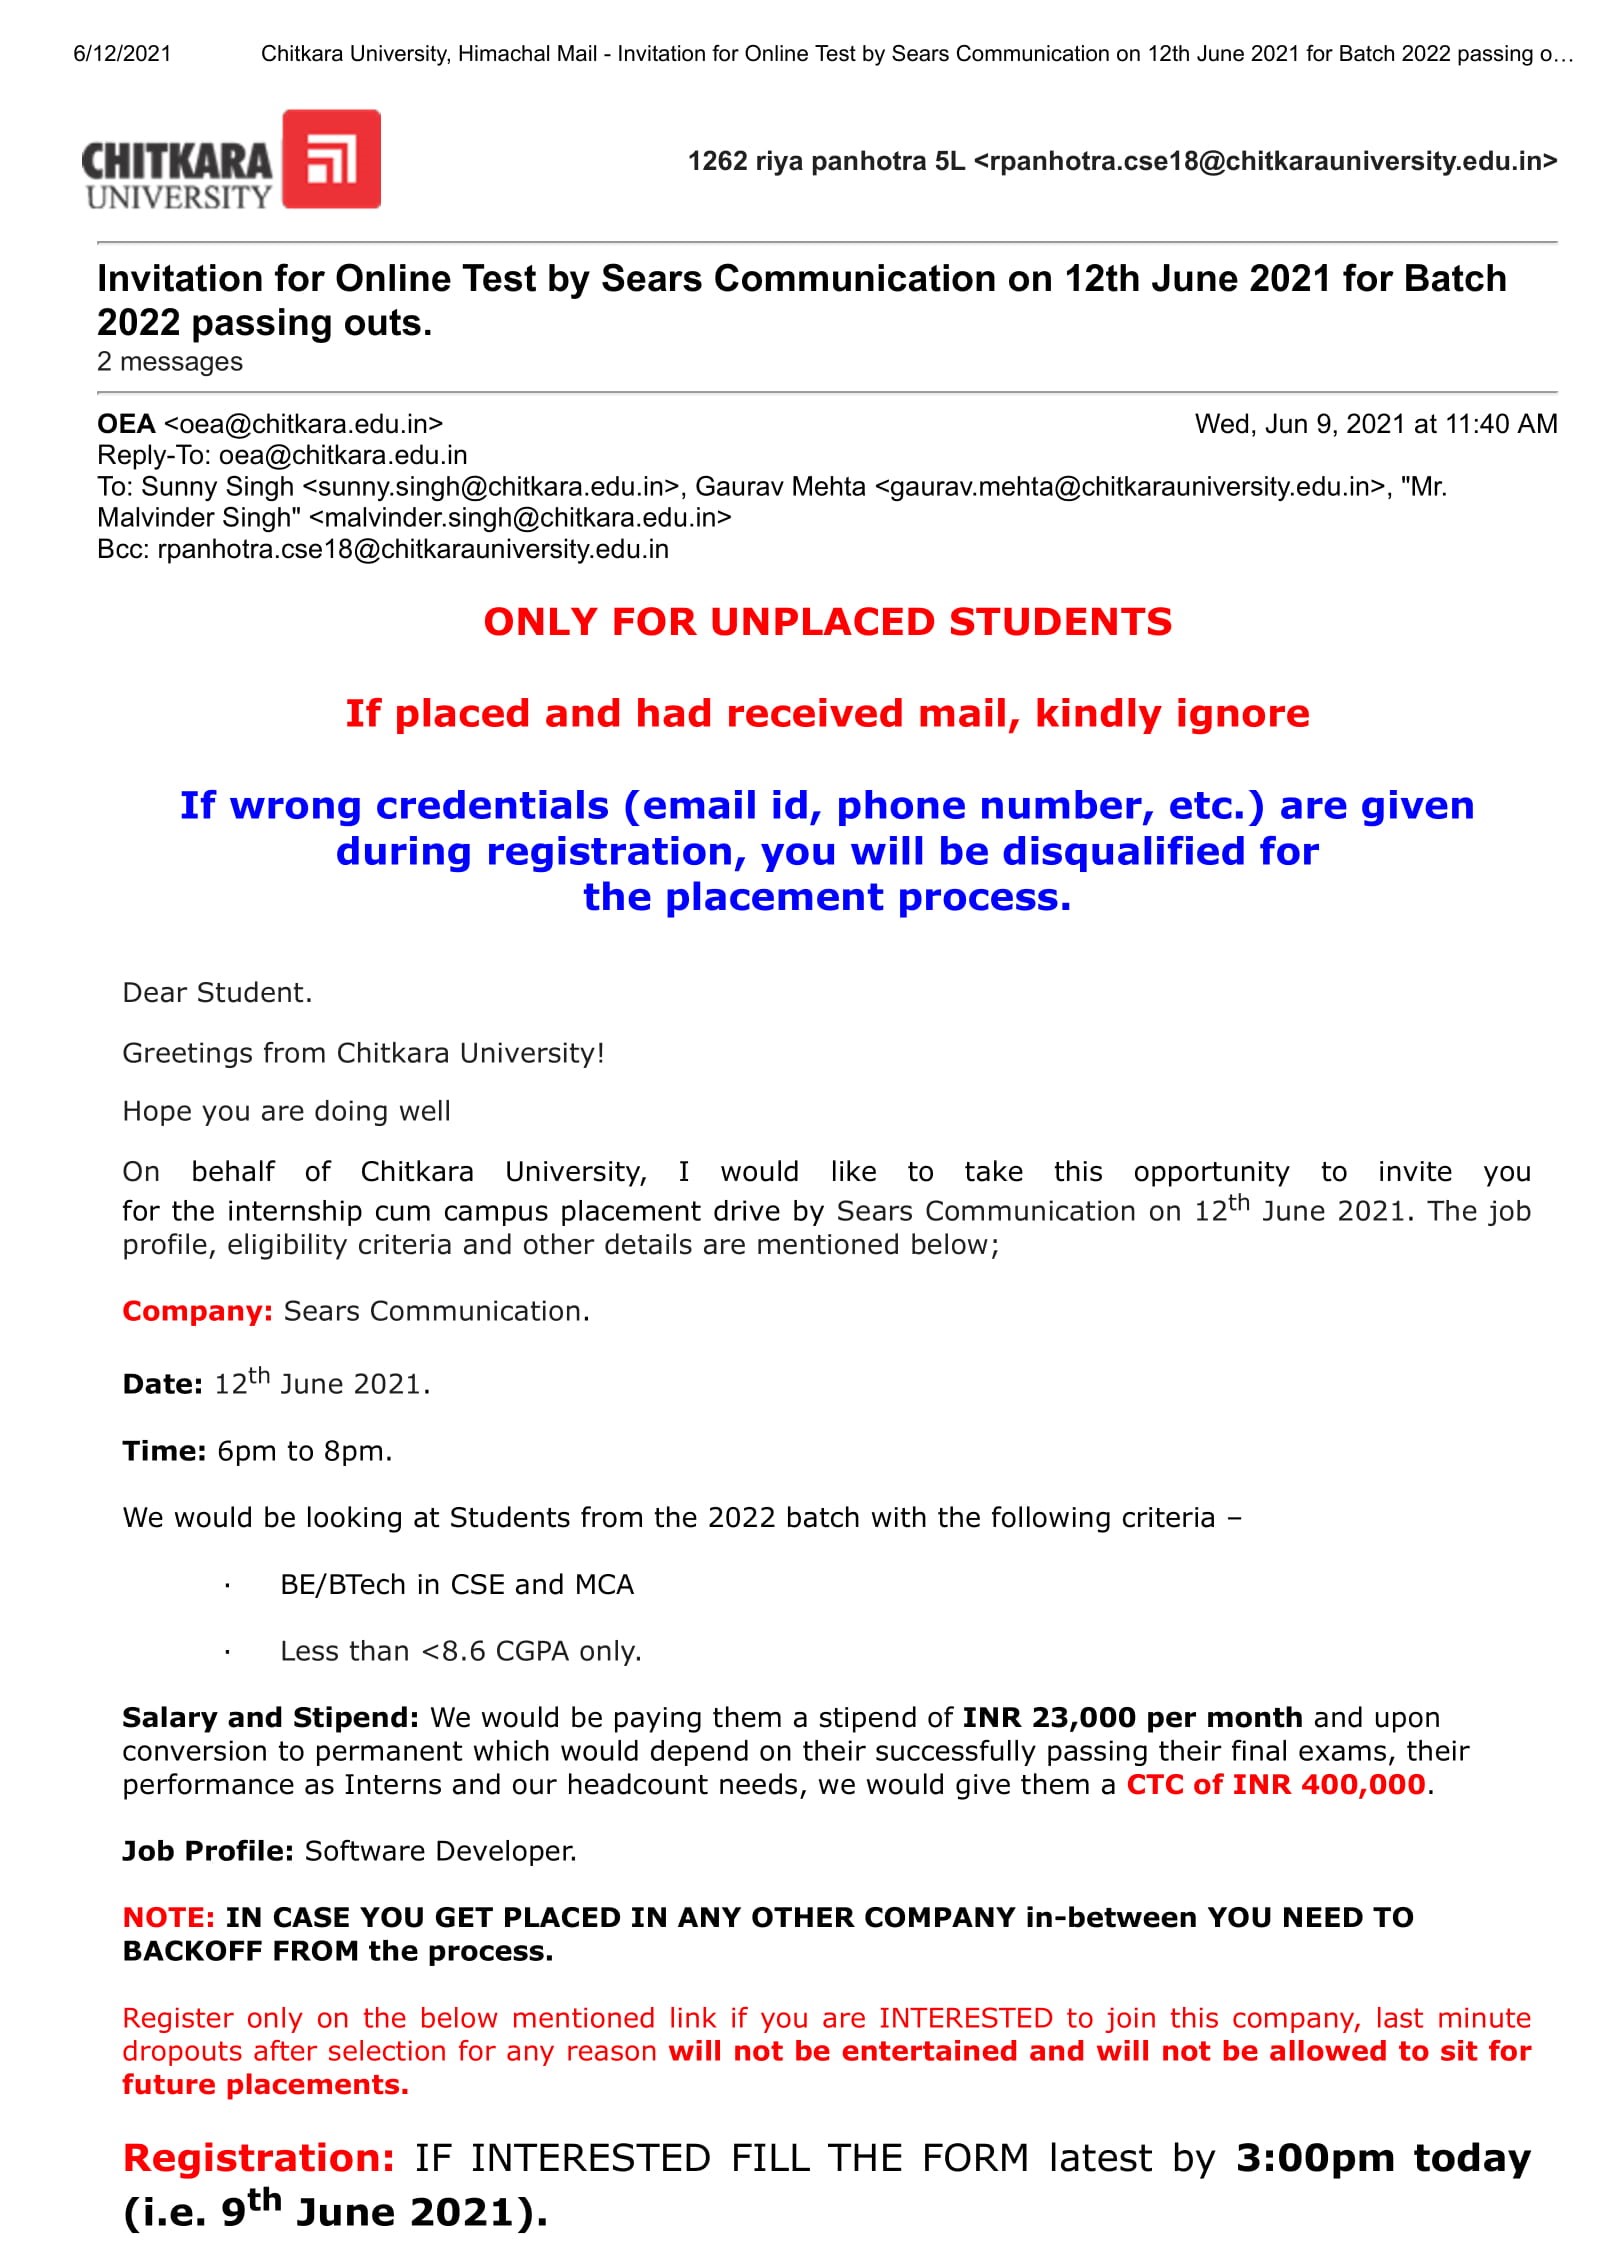 6/12/2021 Chitkara University, Himachal Mail - Invitation for Online Test by Sears Communication on 12th June 2021 for Batch 2022 passing o…
CHITKARA
UNIVERSITY
1262 riya panhotra 5L <rpanhotra.cse18@chitkarauniversity.edu.in>
Invitation for Online Test by Sears Communication on 12th June 2021 for Batch
2022 passing outs.
2 messages
OEA <oea@chitkara.edu.in> Wed, Jun 9, 2021 at 11:40 AM
Reply-To: oea@chitkara.edu.in
To: Sunny Singh <sunny.singh@chitkara.edu.in>, Gaurav Mehta <gaurav.mehta@chitkarauniversity.edu.in>, "Mr.
Malvinder Singh" <malvinder.singh@chitkara.edu.in>
Bcc: rpanhotra.cse18@chitkarauniversity.edu.in
ONLY FOR UNPLACED STUDENTS
If placed and had received mail, kindly ignore
If wrong credentials (email id, phone number, etc.) are given
during registration, you will be disqualified for
the placement process.
Dear Student.
Greetings from Chitkara University!
Hope you are doing well
On behalf of Chitkara University, I would like to take this opportunity to invite you
for the internship cum campus placement drive by Sears Communication on 12th June 2021. The job
profile, eligibility criteria and other details are mentioned below;
Company: Sears Communication.
Date: 12th June 2021.
Time: 6pm to 8pm.
We would be looking at Students from the 2022 batch with the following criteria –
· BE/BTech in CSE and MCA
· Less than <8.6 CGPA only.
Salary and Stipend: We would be paying them a stipend of INR 23,000 per month and upon
conversion to permanent which would depend on their successfully passing their final exams, their
performance as Interns and our headcount needs, we would give them a CTC of INR 400,000.
Job Profile: Software Developer.
NOTE: IN CASE YOU GET PLACED IN ANY OTHER COMPANY in-between YOU NEED TO
BACKOFF FROM the process.
Register only on the below mentioned link if you are INTERESTED to join this company, last minute
dropouts after selection for any reason will not be entertained and will not be allowed to sit for
future placements.
Registration: IF INTERESTED FILL THE FORM latest by 3:00pm today
(i.e. 9th June 2021).